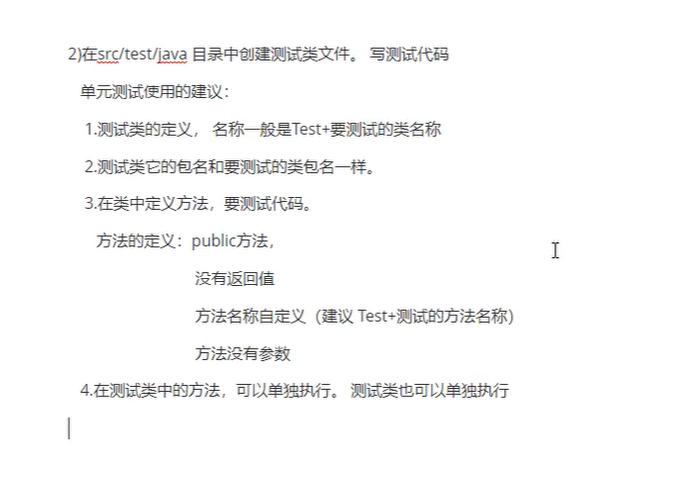 2)在src/test/java 目录中创建测试类文件。 写测试代码
单元测试使用的建议：
1.测试类的定义， 名称一般是Test+要测试的类名称
2.测试类它的包名和要测试的类包名一样。
3.在类中定义方法，要测试代码。
方法的定义：public方法，
没有返回值
方法名称自定义（建议 Test+测试的方法名称）
方法没有参数
4.在测试类中的方法，可以单独执行。 测试类也可以单独执行